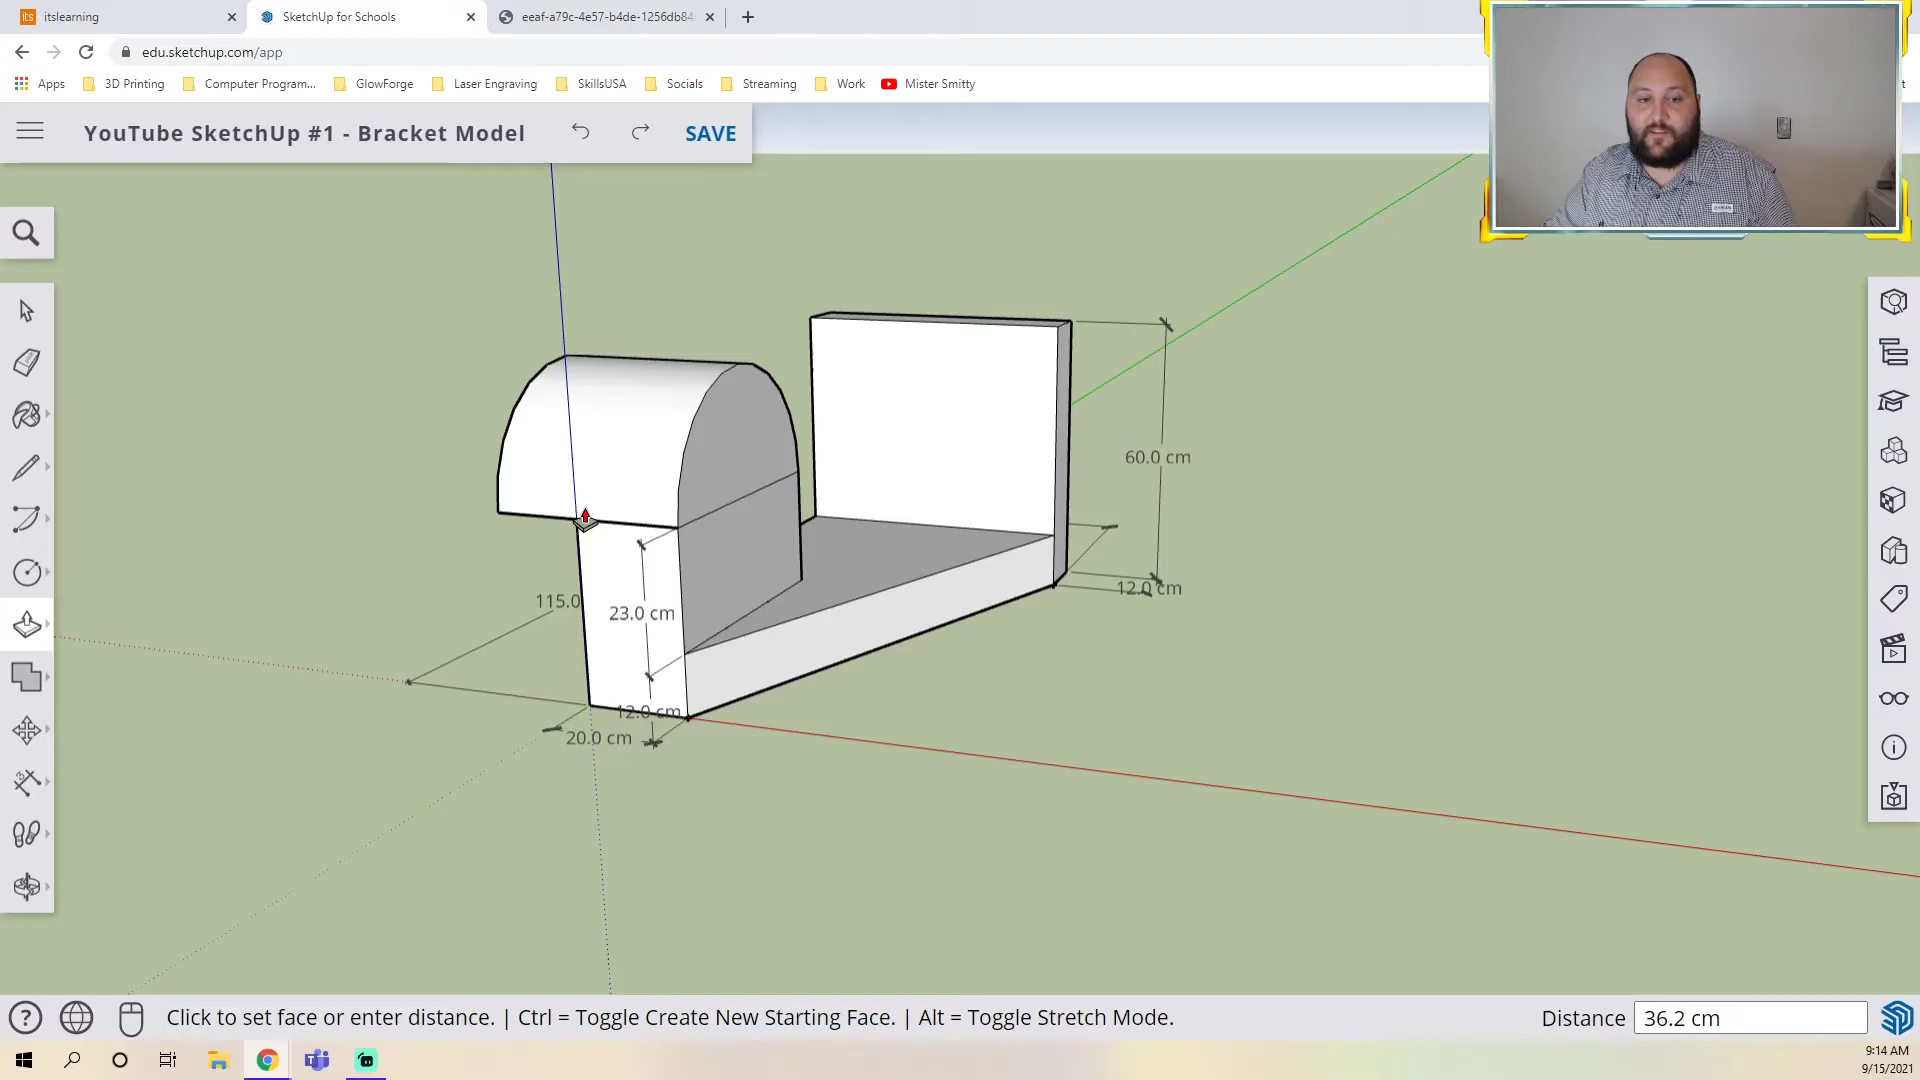 its itslearning
SketchUp for Schools
eeaf-a79c-4e57-b4de-1256db84
edu.sketchup.com/app
Apps
3D Printing
Computer Program...
GlowForge
Laser Engraving
SkillsUSA
Socials
Streaming
Work
Mister Smitty
YouTube SketchUp #1 - Bracket Model
SAVE
60.0 cm
12.0 cm
115.0
23.0 cm
12.0 cm
20.0 cm
Click to set face or enter distance. | Ctrl = Toggle Create New Starting Face. | Alt = Toggle Stretch Mode.
Distance 36.2 cm
9:14 AM
9/15/2021